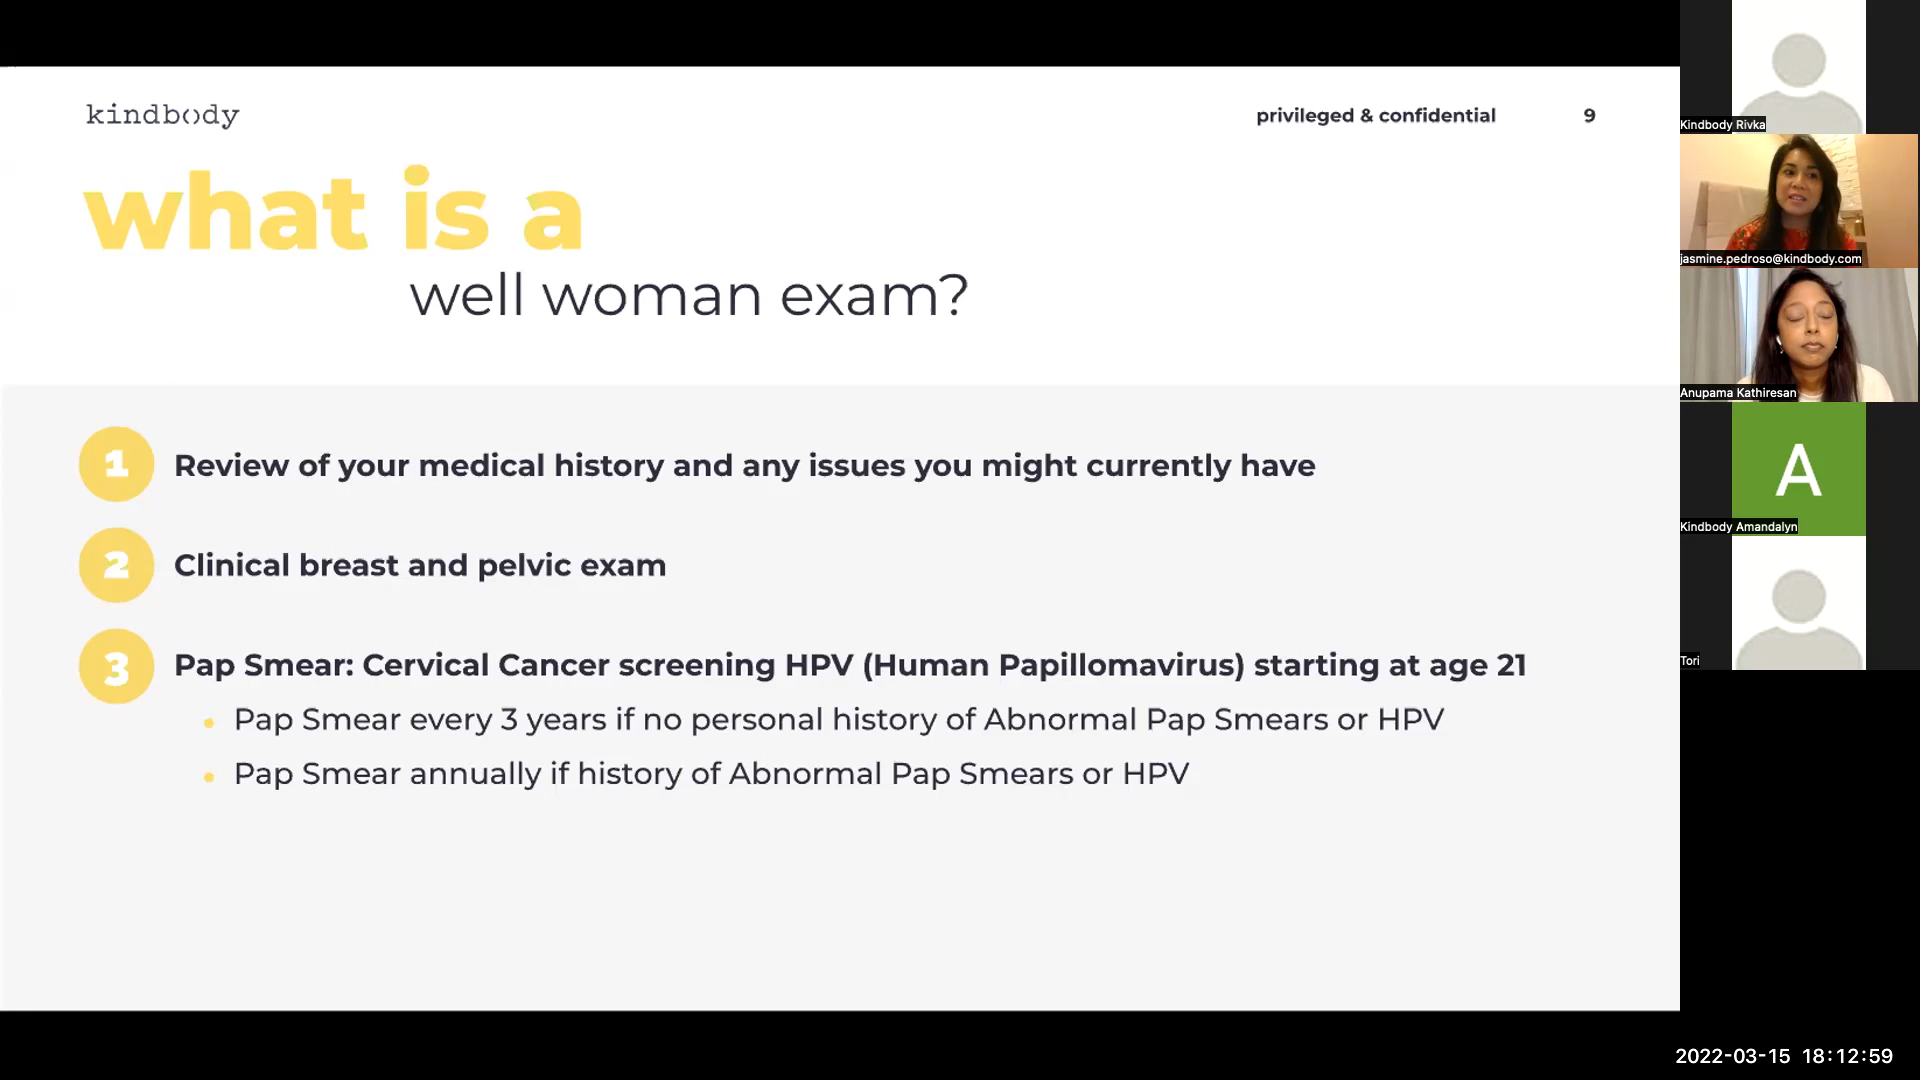 kindbody
privileged & confidential
9
what is a
well woman exam?
1
Review of your medical history and any issues you might currently have
2
Clinical breast and pelvic exam
3
Pap Smear: Cervical Cancer screening HPV (Human Papillomavirus) starting at age 21
• Pap Smear every 3 years if no personal history of Abnormal Pap Smears or HPV
• Pap Smear annually if history of Abnormal Pap Smears or HPV
Kindbody Rivka
jasmine.pedroso@kindbody.com
Anupama Kathiresan
A
Kindbody Amandalyn
Tori
2022-03-15 18:12:59